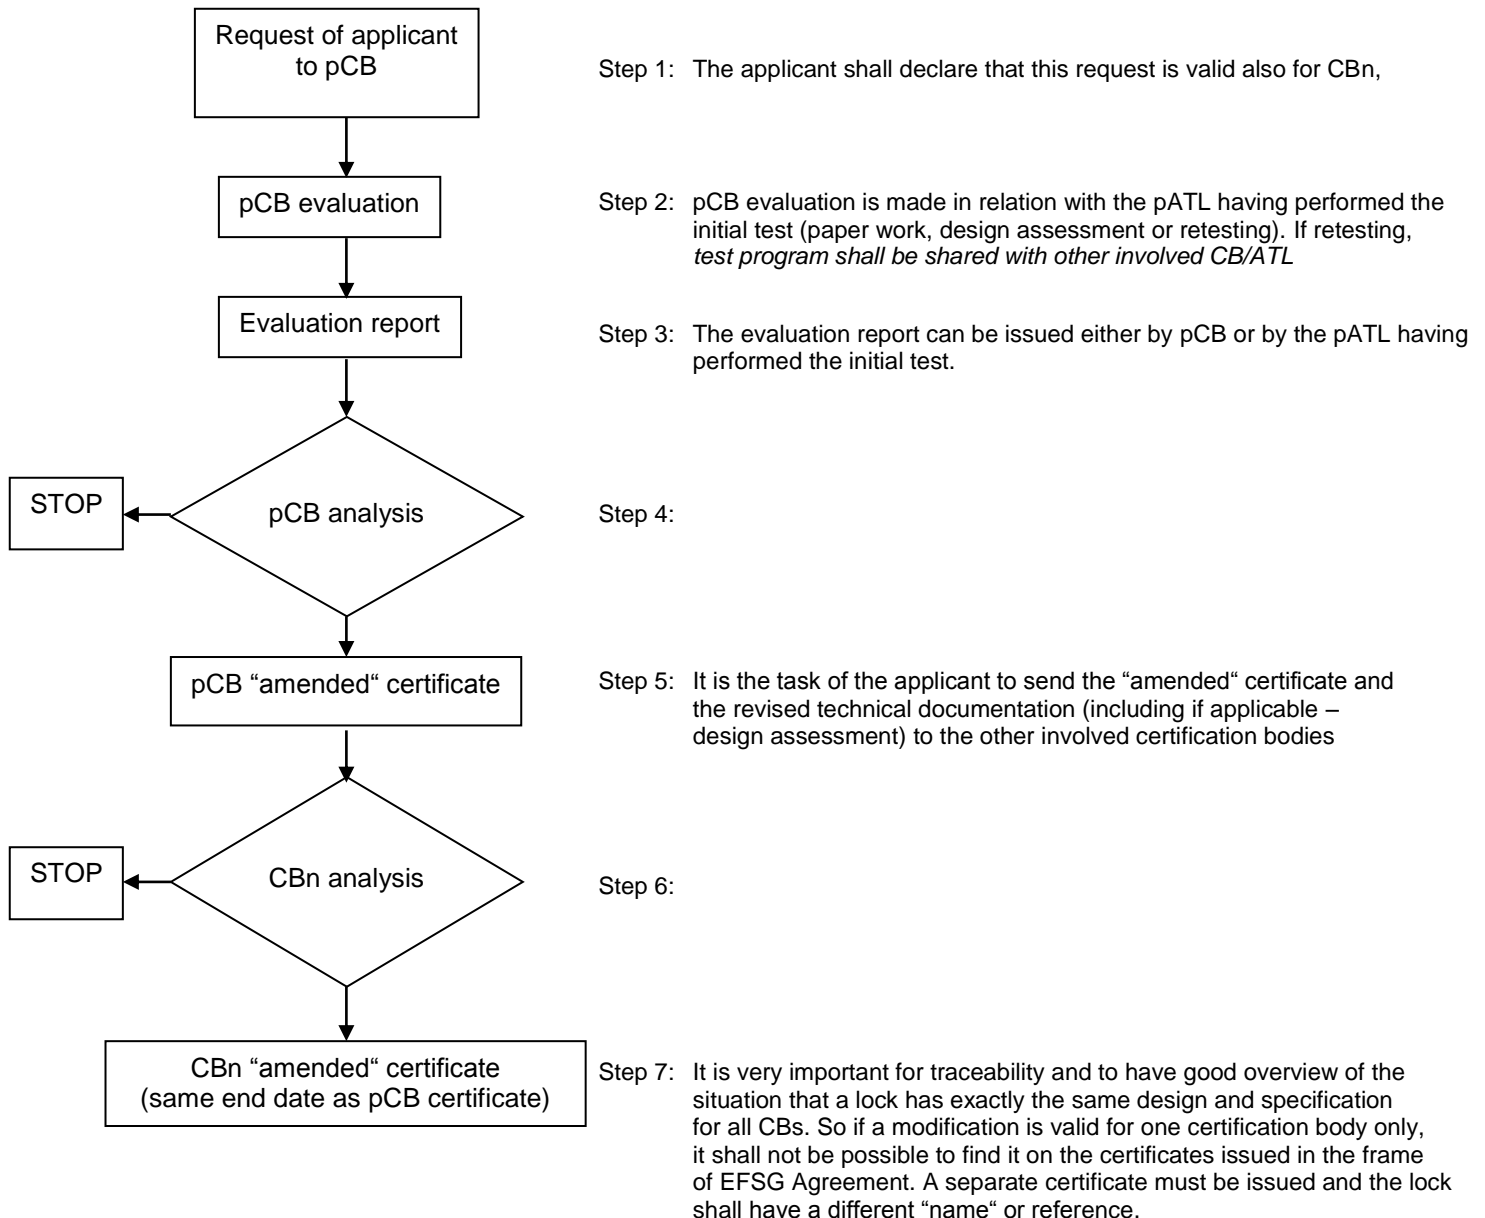 Request of applicant
to pCB
Step 1: The applicant shall declare that this request is valid also for CBn,
pCB evaluation
Step 2: pCB evaluation is made in relation with the pATL having performed the
initial test (paper work, design assessment or retesting). If retesting,
test program shall be shared with other involved CB/ATL
Evaluation report
Step 3: The evaluation report can be issued either by pCB or by the pATL having
performed the initial test.
STOP
pCB analysis
Step 4:
pCB “amended“ certificate
Step 5: It is the task of the applicant to send the “amended“ certificate and
the revised technical documentation (including if applicable –
design assessment) to the other involved certification bodies
STOP
CBn analysis
Step 6:
CBn “amended“ certificate
(same end date as pCB certificate)
Step 7: It is very important for traceability and to have good overview of the
situation that a lock has exactly the same design and specification
for all CBs. So if a modification is valid for one certification body only,
it shall not be possible to find it on the certificates issued in the frame
of EFSG Agreement. A separate certificate must be issued and the lock
shall have a different “name“ or reference.